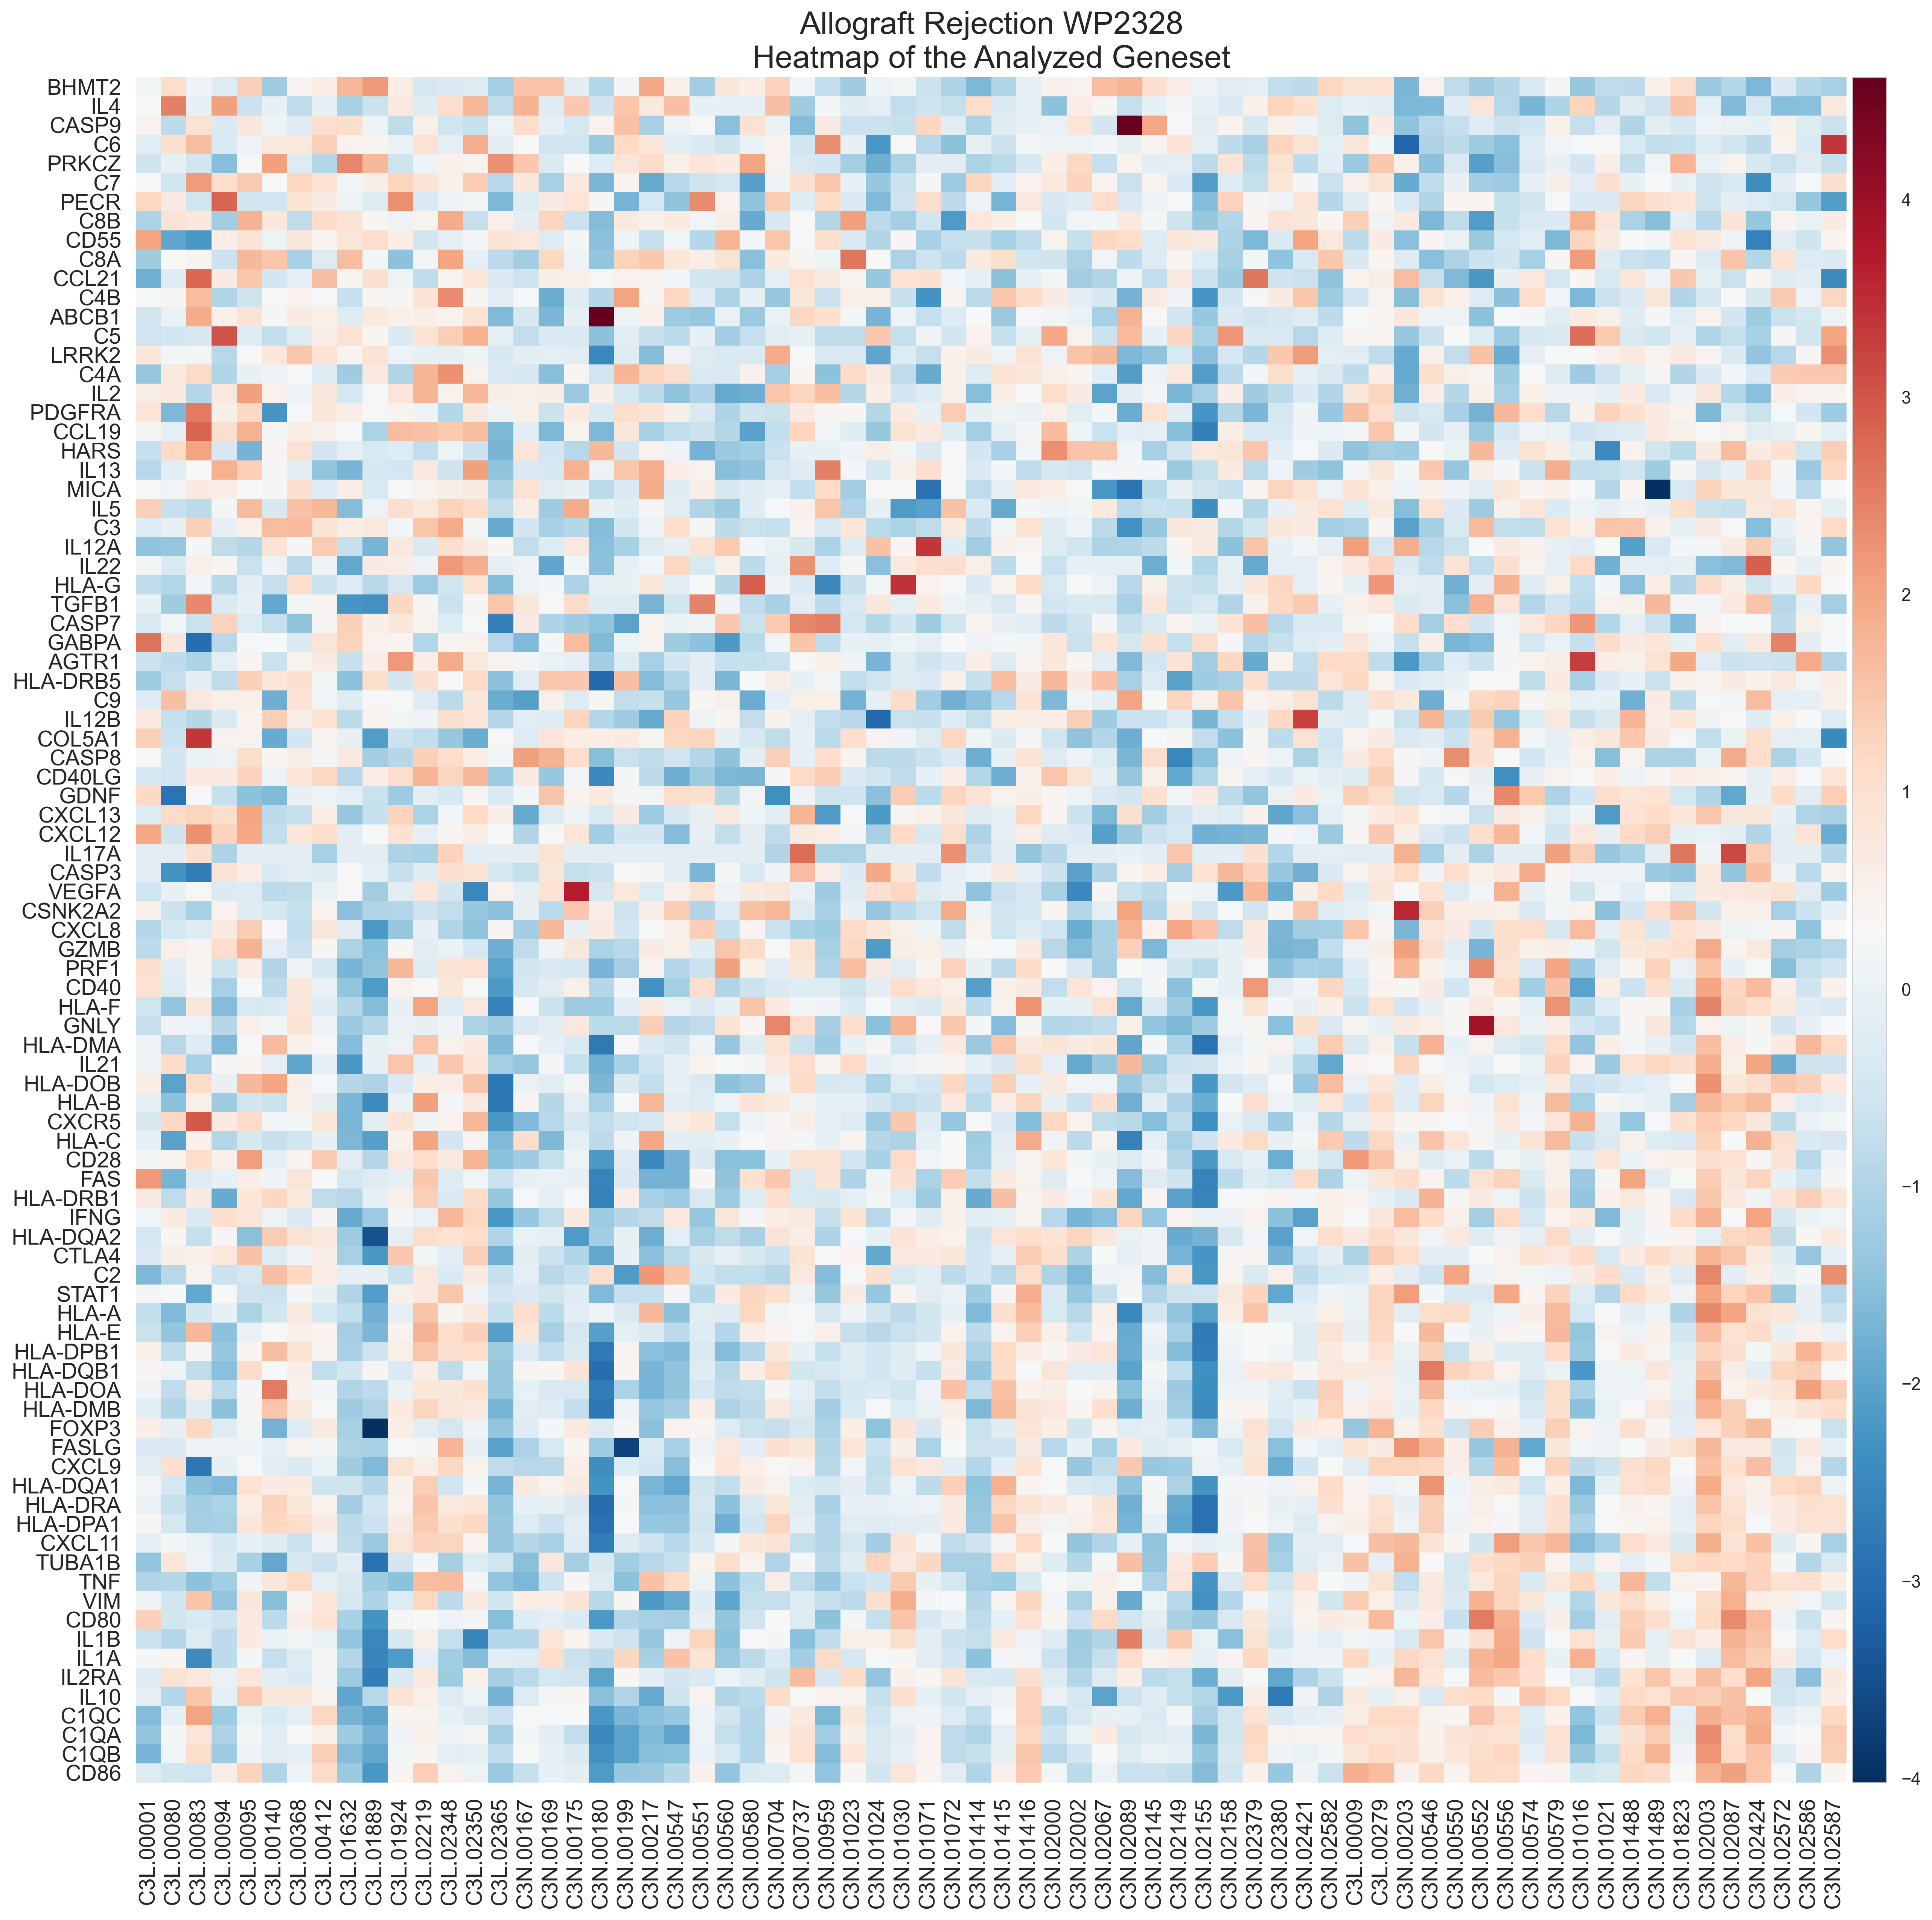 Allograft Rejection WP2328
Heatmap of the Analyzed Geneset
BHMT2
IL4
CASP9
C6
PRKCZ
C7
PECR
C8B
CD55
C8A
CCL21
C4B
ABCB1
C5
LRRK2
C4A
IL2
PDGFRA
CCL19
HARS
IL13
MICA
IL5
C3
IL12A
IL22
HLA-G
TGFB1
CASP7
GABPA
AGTR1
HLA-DRB5
C9
IL12B
COL5A1
CASP8
CD40LG
GDNF
CXCL13
CXCL12
IL17A
CASP3
VEGFA
CSNK2A2
CXCL8
GZMB
PRF1
CD40
HLA-F
GNLY
HLA-DMA
IL21
HLA-DOB
HLA-B
CXCR5
HLA-C
CD28
FAS
HLA-DRB1
IFNG
HLA-DQA2
CTLA4
C2
STAT1
HLA-A
HLA-E
HLA-DPB1
HLA-DQB1
HLA-DOA
HLA-DMB
FOXP3
FASLG
CXCL9
HLA-DQA1
HLA-DRA
HLA-DPA1
CXCL11
TUBA1B
TNF
VIM
CD80
IL1B
IL1A
IL2RA
IL10
C1QC
C1QA
C1QB
CD86
4
3
2
1
0
−1
−2
−3
−4
C3L.00001
C3L.00080
C3L.00083
C3L.00094
C3L.00095
C3L.00140
C3L.00368
C3L.00412
C3L.01632
C3L.01889
C3L.01924
C3L.02219
C3L.02348
C3L.02350
C3L.02365
C3N.00167
C3N.00169
C3N.00175
C3N.00180
C3N.00199
C3N.00217
C3N.00547
C3N.00551
C3N.00560
C3N.00580
C3N.00704
C3N.00737
C3N.00959
C3N.01023
C3N.01024
C3N.01030
C3N.01071
C3N.01072
C3N.01414
C3N.01415
C3N.01416
C3N.02000
C3N.02002
C3N.02067
C3N.02089
C3N.02145
C3N.02149
C3N.02155
C3N.02158
C3N.02379
C3N.02380
C3N.02421
C3N.02582
C3L.00009
C3L.00279
C3N.00203
C3N.00546
C3N.00550
C3N.00552
C3N.00556
C3N.00574
C3N.00579
C3N.01016
C3N.01021
C3N.01488
C3N.01489
C3N.01823
C3N.02003
C3N.02087
C3N.02424
C3N.02572
C3N.02586
C3N.02587